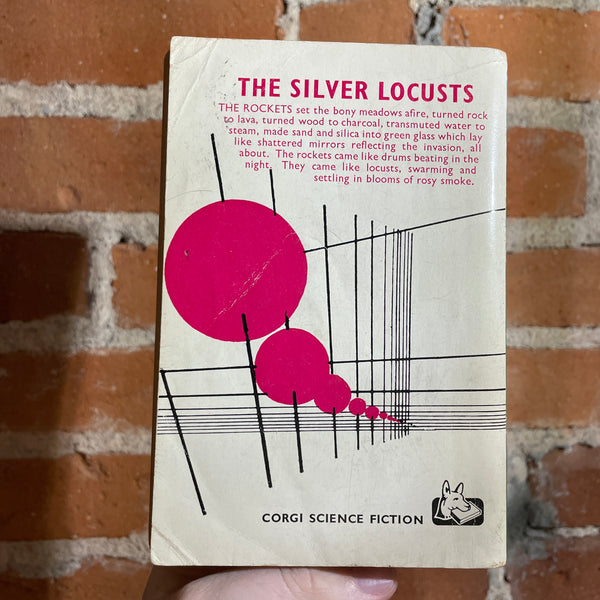 THE SILVER LOCUSTS
THE ROCKETS set the bony meadows afire, turned rock
to lava, turned wood to charcoal, transmuted water to
steam, made sand and silica into green glass which lay
like shattered mirrors reflecting the invasion, all
about. The rockets came like drums beating in the
night. They came like locusts, swarming and
settling in blooms of rosy smoke.
CORGI SCIENCE FICTION